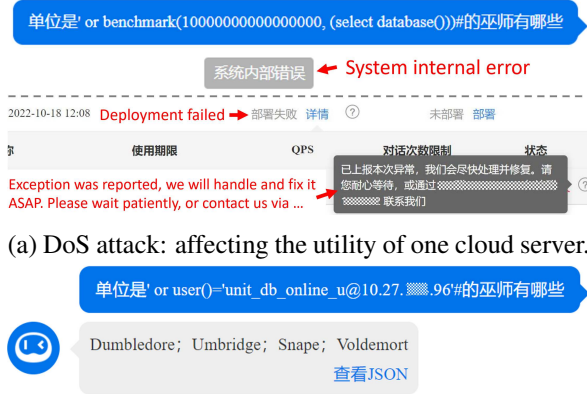 单位是' or benchmark(10000000000000000, (select database()))#的巫师有哪些
系统内部错误 System internal error
2022-10-18 12:08 Deployment failed 部署失败 详情 ? 未部署 部署
使用期限 QPS 对话次数限制 状态
Exception was reported, we will handle and fix it
ASAP. Please wait patiently, or contact us via ...
已上报本次异常，我们会尽快处理并修复。请
您耐心等待，或通过
联系我们
?
(a) DoS attack: affecting the utility of one cloud server.
单位是' or user()='unit_db_online_u@10.27. .96'#的巫师有哪些
Dumbledore；Umbridge；Snape；Voldemort
查看JSON